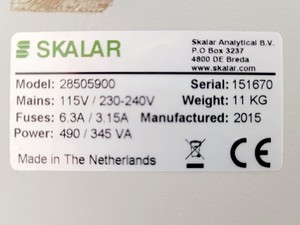 SKALAR
Skalar Analytical B.V.
P.O Box 3237
4800 DE Breda
www.skalar.com
Model: 28505900 Serial: 151670
Mains: 115V / 230-240V Weight: 11 KG
Fuses: 6.3A / 3.15A Manufactured: 2015
Power: 490 / 345 VA
Made in The Netherlands CE